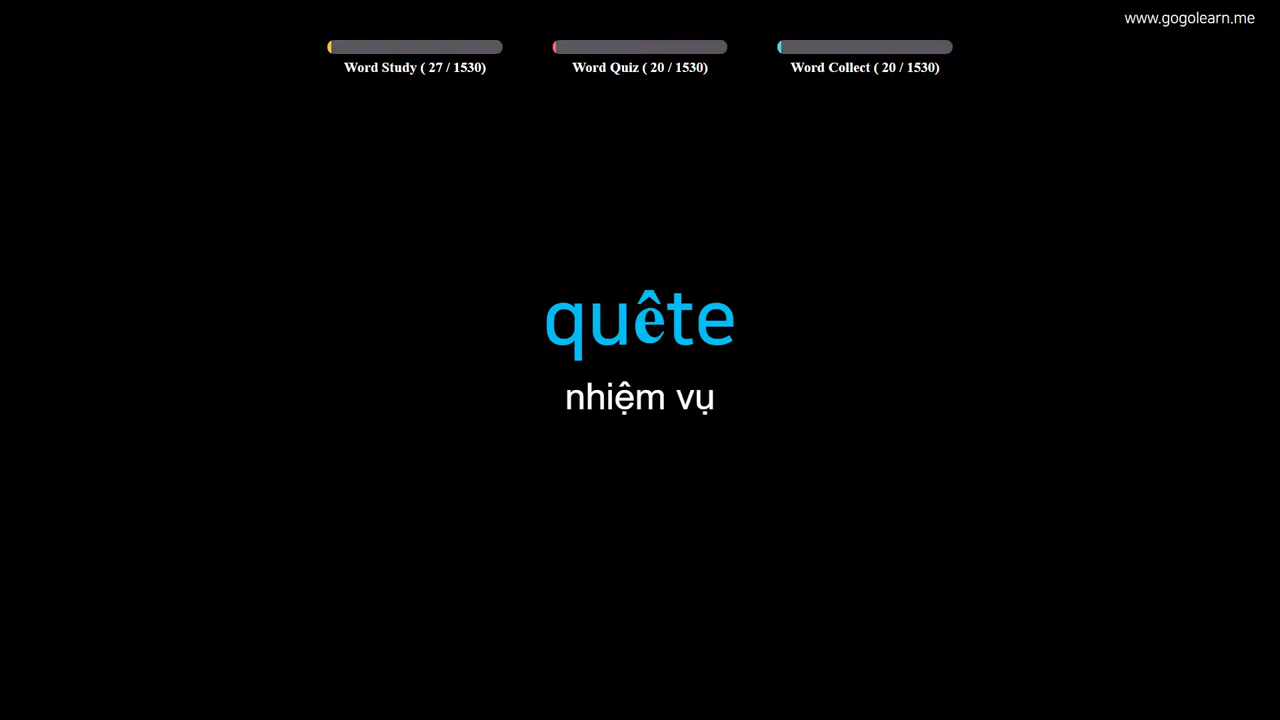 www.gogolearn.me
Word Study ( 27 / 1530) Word Quiz ( 20 / 1530) Word Collect ( 20 / 1530)
quête
nhiệm vụ